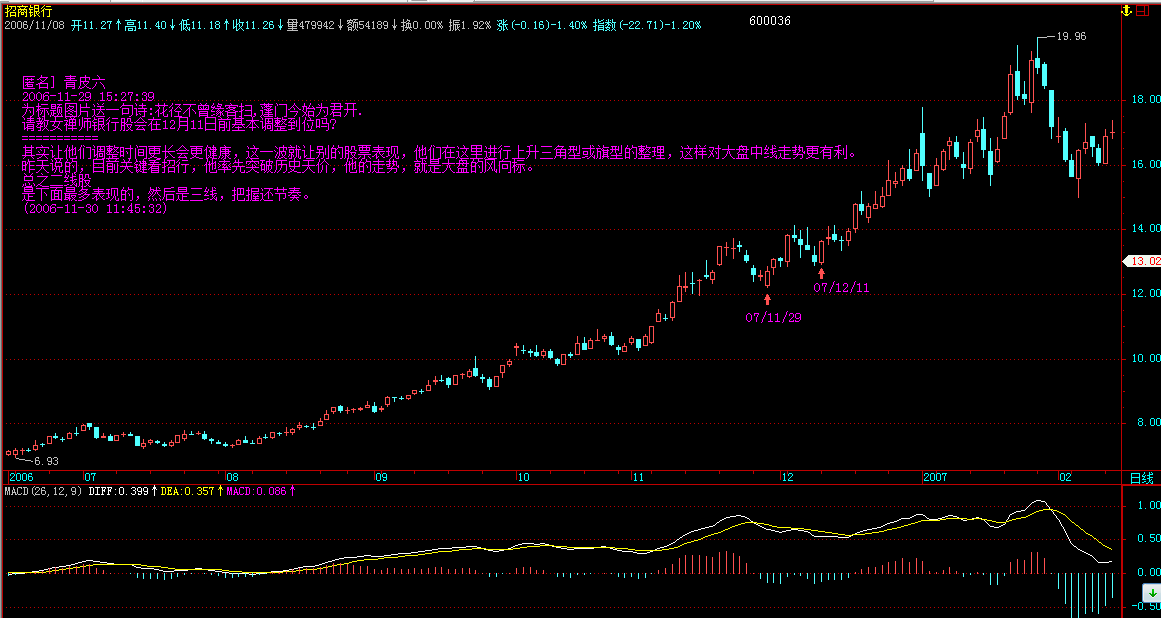 招商银行
2006/11/08 开11.27↑高11.40↓低11.18↑收11.26↓量479942↓额54189↓换0.00% 振1.92% 涨(-0.16)-1.40% 指数(-22.71)-1.20%
600036
19.96
匿名] 青皮六
2006-11-29 15:27:39
为标题图片送一句诗:花径不曾缘客扫,蓬门今始为君开.
请教女禅师银行股会在12月11日前基本调整到位吗?
===========
其实让他们调整时间更长会更健康，这一波就让别的股票表现，他们在这里进行上升三角型或旗型的整理，这样对大盘中线走势更有利。
昨天说的，目前关键看招行，他率先突破历史天价，他的走势，就是大盘的风向标。
总之二线股
是下面最多表现的，然后是三线，把握还节奏。
(2006-11-30 11:45:32)
18.00
16.00
14.00
13.02
12.00
10.00
8.00
07/12/11
07/11/29
6.93
2006 07 08 09 10 11 12 2007 02 日线
MACD(26,12,9) DIFF:0.399↑DEA:0.357↑MACD:0.086↑
1.00
0.50
0.00
-0.50